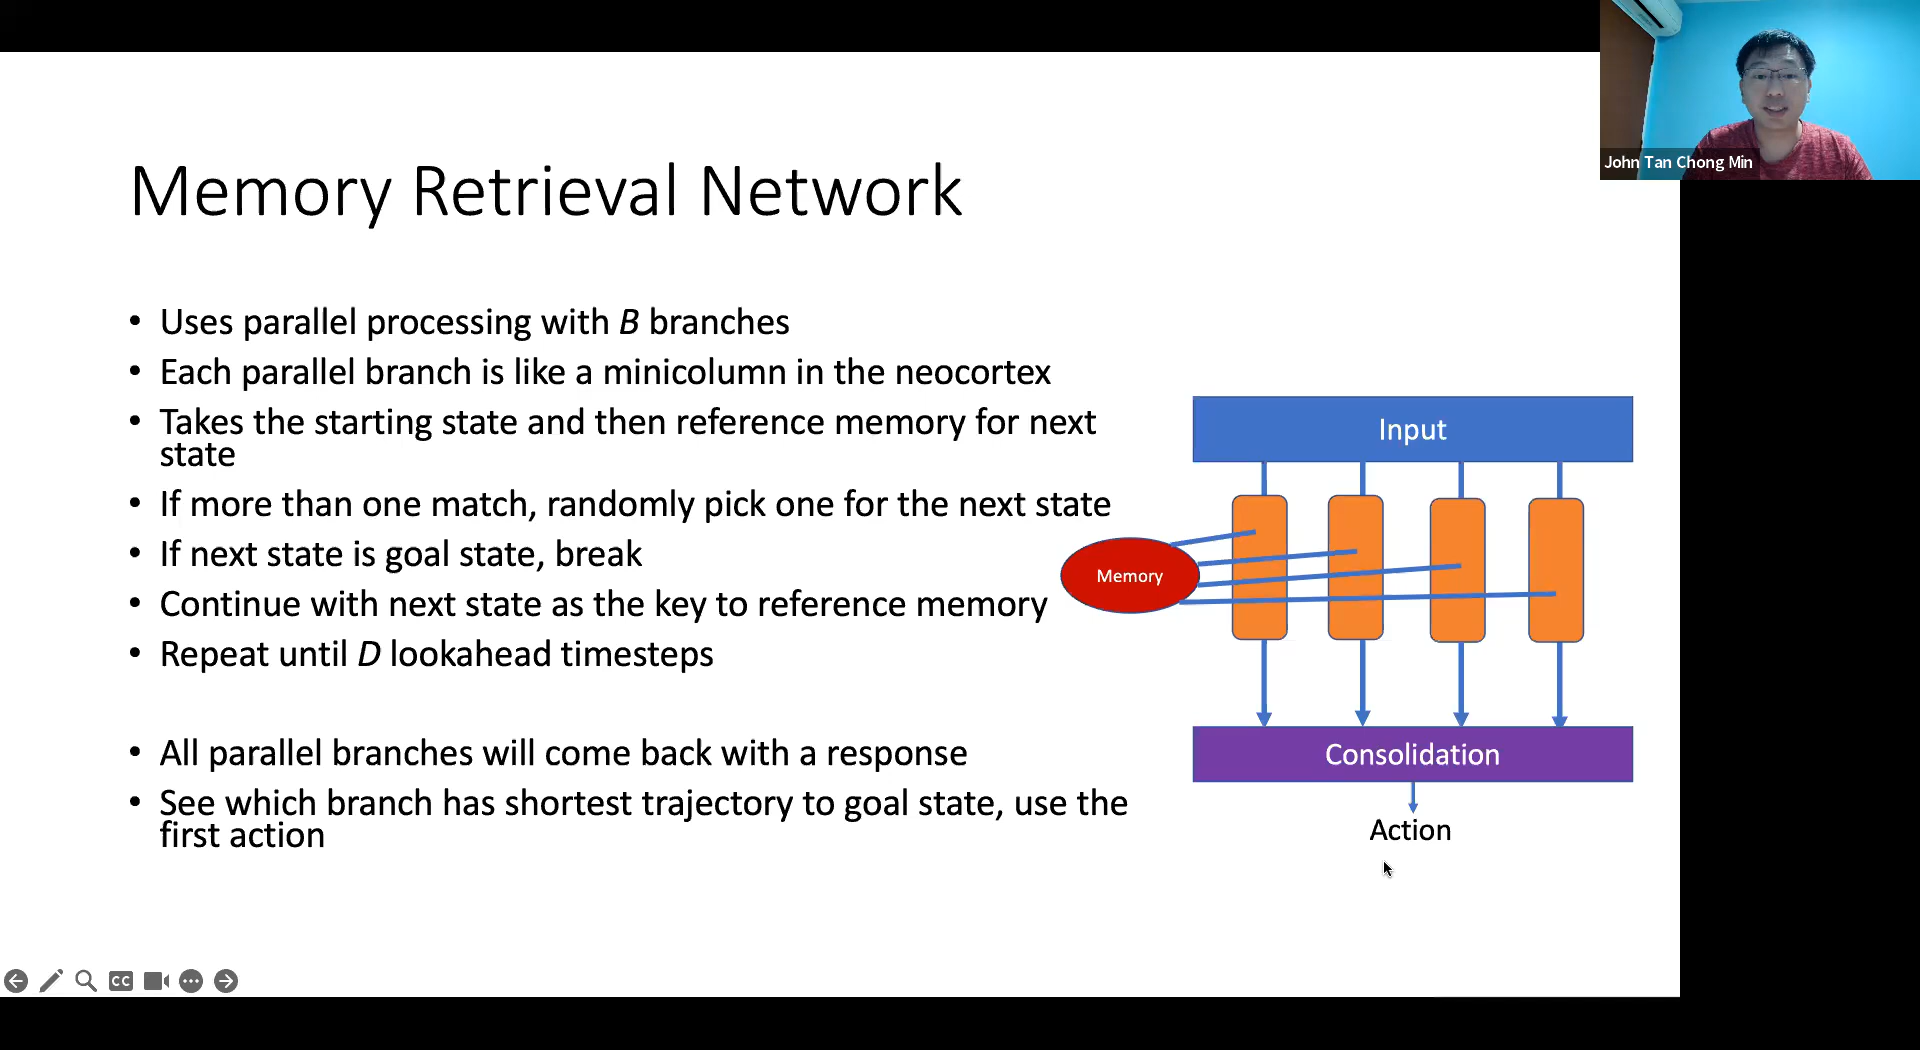 John Tan Chong Min
Memory Retrieval Network
• Uses parallel processing with B branches
• Each parallel branch is like a minicolumn in the neocortex
• Takes the starting state and then reference memory for next
state
• If more than one match, randomly pick one for the next state
• If next state is goal state, break
• Continue with next state as the key to reference memory
• Repeat until D lookahead timesteps
• All parallel branches will come back with a response
• See which branch has shortest trajectory to goal state, use the
first action
Input
Memory
Consolidation
Action
CC